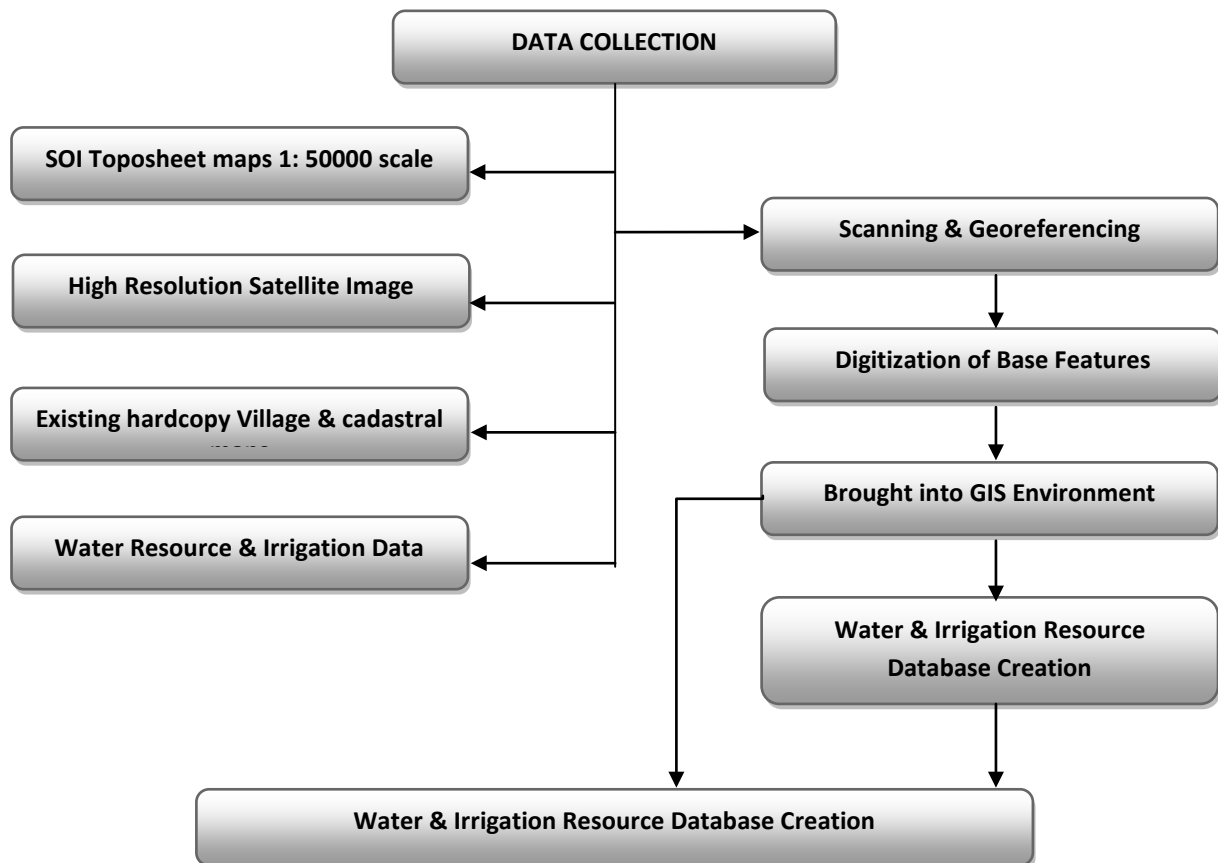 DATA COLLECTION
SOI Toposheet maps 1: 50000 scale
High Resolution Satellite Image
Existing hardcopy Village & cadastral
Water Resource & Irrigation Data
Scanning & Georeferencing
Digitization of Base Features
Brought into GIS Environment
Water & Irrigation Resource
Database Creation
Water & Irrigation Resource Database Creation